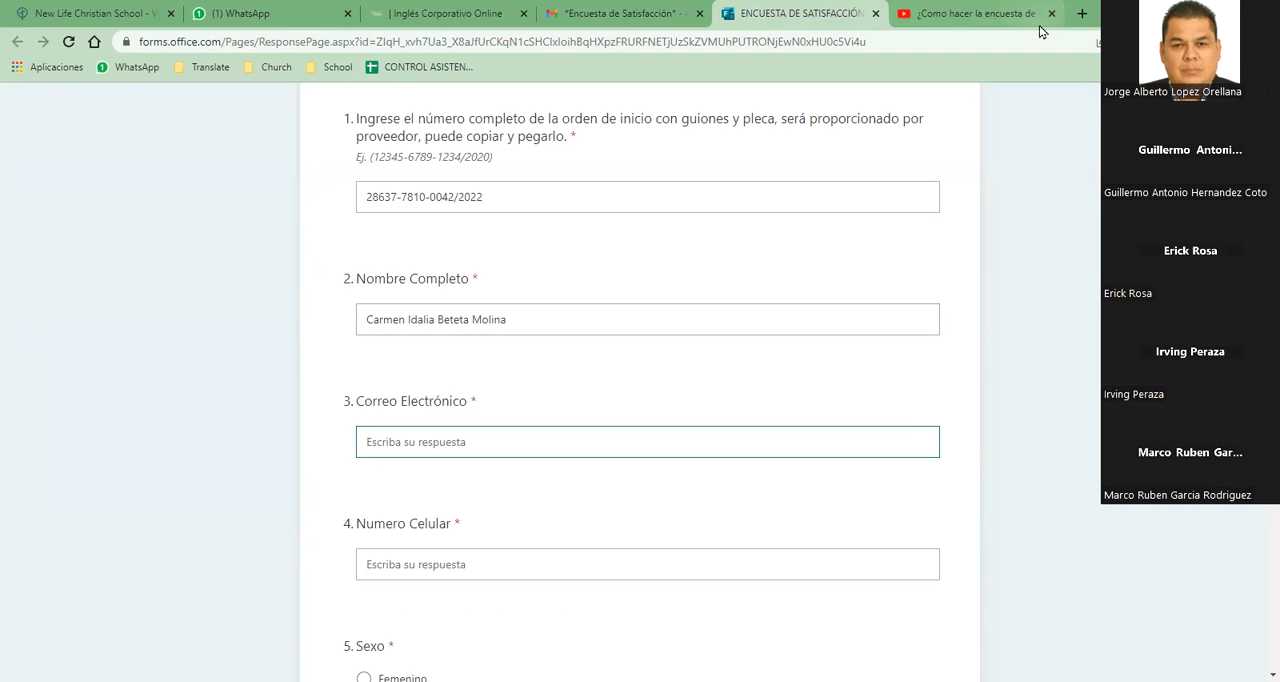 New Life Christian School - V
(1) WhatsApp
| Inglés Corporativo Online
*Encuesta de Satisfacción* -
ENCUESTA DE SATISFACCIÓN
¿Como hacer la encuesta de
forms.office.com/Pages/ResponsePage.aspx?id=ZIqH_xvh7Ua3_X8aJfUrCKqN1cSHCIxIoihBqHXpzFRURFNETjUzSkZVMUhPUTRONjEwN0xHU0c5Vi4u
Aplicaciones
WhatsApp
Translate
Church
School
CONTROL ASISTEN...
1. Ingrese el número completo de la orden de inicio con guiones y pleca, será proporcionado por
proveedor, puede copiar y pegarlo. *
Ej. (12345-6789-1234/2020)
28637-7810-0042/2022
2. Nombre Completo *
Carmen Idalia Beteta Molina
3. Correo Electrónico *
Escriba su respuesta
4. Numero Celular *
Escriba su respuesta
5. Sexo *
Femenino
Jorge Alberto Lopez Orellana
Guillermo Antoni...
Guillermo Antonio Hernandez Coto
Erick Rosa
Erick Rosa
Irving Peraza
Irving Peraza
Marco Ruben Gar...
Marco Ruben Garcia Rodriguez